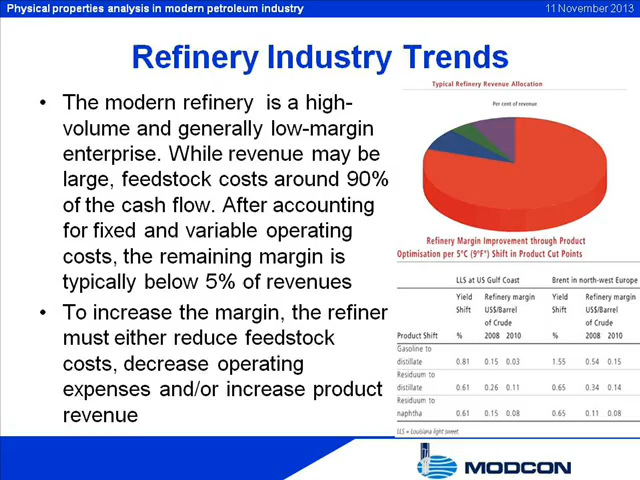 Physical properties analysis in modern petroleum industry
11 November 2013
Refinery Industry Trends
• The modern refinery is a high-
volume and generally low-margin
enterprise. While revenue may be
large, feedstock costs around 90%
of the cash flow. After accounting
for fixed and variable operating
costs, the remaining margin is
typically below 5% of revenues
• To increase the margin, the refiner
must either reduce feedstock
costs, decrease operating
expenses and/or increase product
revenue
Typical Refinery Revenue Allocation
Per cent of revenue
Refinery Margin Improvement through Product
Optimisation per 5°C (9°F) Shift in Product Cut Points
LLS at US Gulf Coast Brent in north-west Europe
Yield Refinery margin Yield Refinery margin
Shift US$/Barrel Shift US$/Barrel
of Crude of Crude
Product Shift % 2008 2010 % 2008 2010
Gasoline to
distillate 0.81 0.15 0.03 1.55 0.54 0.15
Residuum to
distillate 0.61 0.26 0.11 0.65 0.34 0.14
Residuum to
naphtha 0.61 0.15 0.08 0.65 0.11 0.08
LLS = Louisiana light sweet.
MODCON